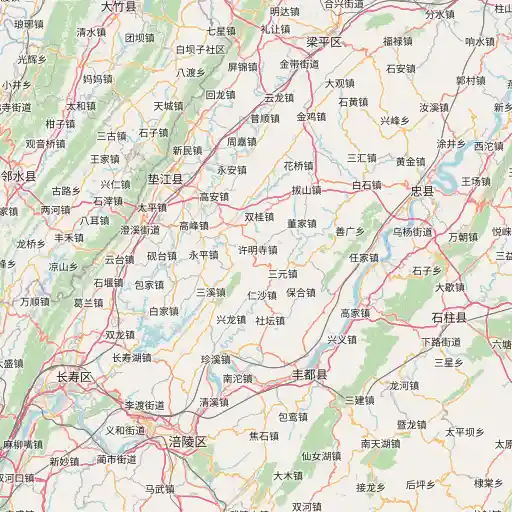 大竹县
明达镇
合兴街道
分水镇
琅琊镇
清水镇
团坝镇
七星镇
礼让镇
梁平区
福禄镇
响水镇
白坝子社区
光辉乡
屏锦镇
金带街道
八渡乡
石安镇
妈妈镇
大观镇
郭村镇
小井乡
回龙镇
云龙镇
石黄镇
太和镇
天城镇
汝溪镇
佛寺街道
普顺镇
金鸡镇
兴峰乡
柑子镇
三古镇
石子镇
观音桥镇
周嘉镇
涂井乡
西沱镇
新民镇
王家镇
三汇镇
黄金镇
永安镇
花桥镇
邻水县
垫江县
兴仁镇
王场镇
古路乡
拔山镇
白石镇
忠县
石滓镇
高安镇
两河镇
太平镇
八耳镇
双桂镇
高峰镇
澄溪街道
董家镇
善广乡
乌杨街道
万朝镇
丰禾镇
龙桥乡
许明寺镇
永平镇
砚台镇
云台镇
任家镇
凉山乡
三元镇
石子乡
石堰镇
包家镇
大歇镇
三溪镇
仁沙镇
保合镇
万顺镇
葛兰镇
白家镇
高家镇
石柱县
兴龙镇
社坛镇
双龙镇
兴义镇
下路街道
长寿湖镇
珍溪镇
三星乡
长寿区
南沱镇
丰都县
龙河镇
李渡街道
清溪镇
三建镇
包鸾镇
暨龙镇
义和街道
太平坝乡
麻柳嘴镇
涪陵区
焦石镇
南天湖镇
新妙镇
蔺市街道
仙女湖镇
大木镇
双河口镇
后坪乡
接龙乡
马武镇
双河镇